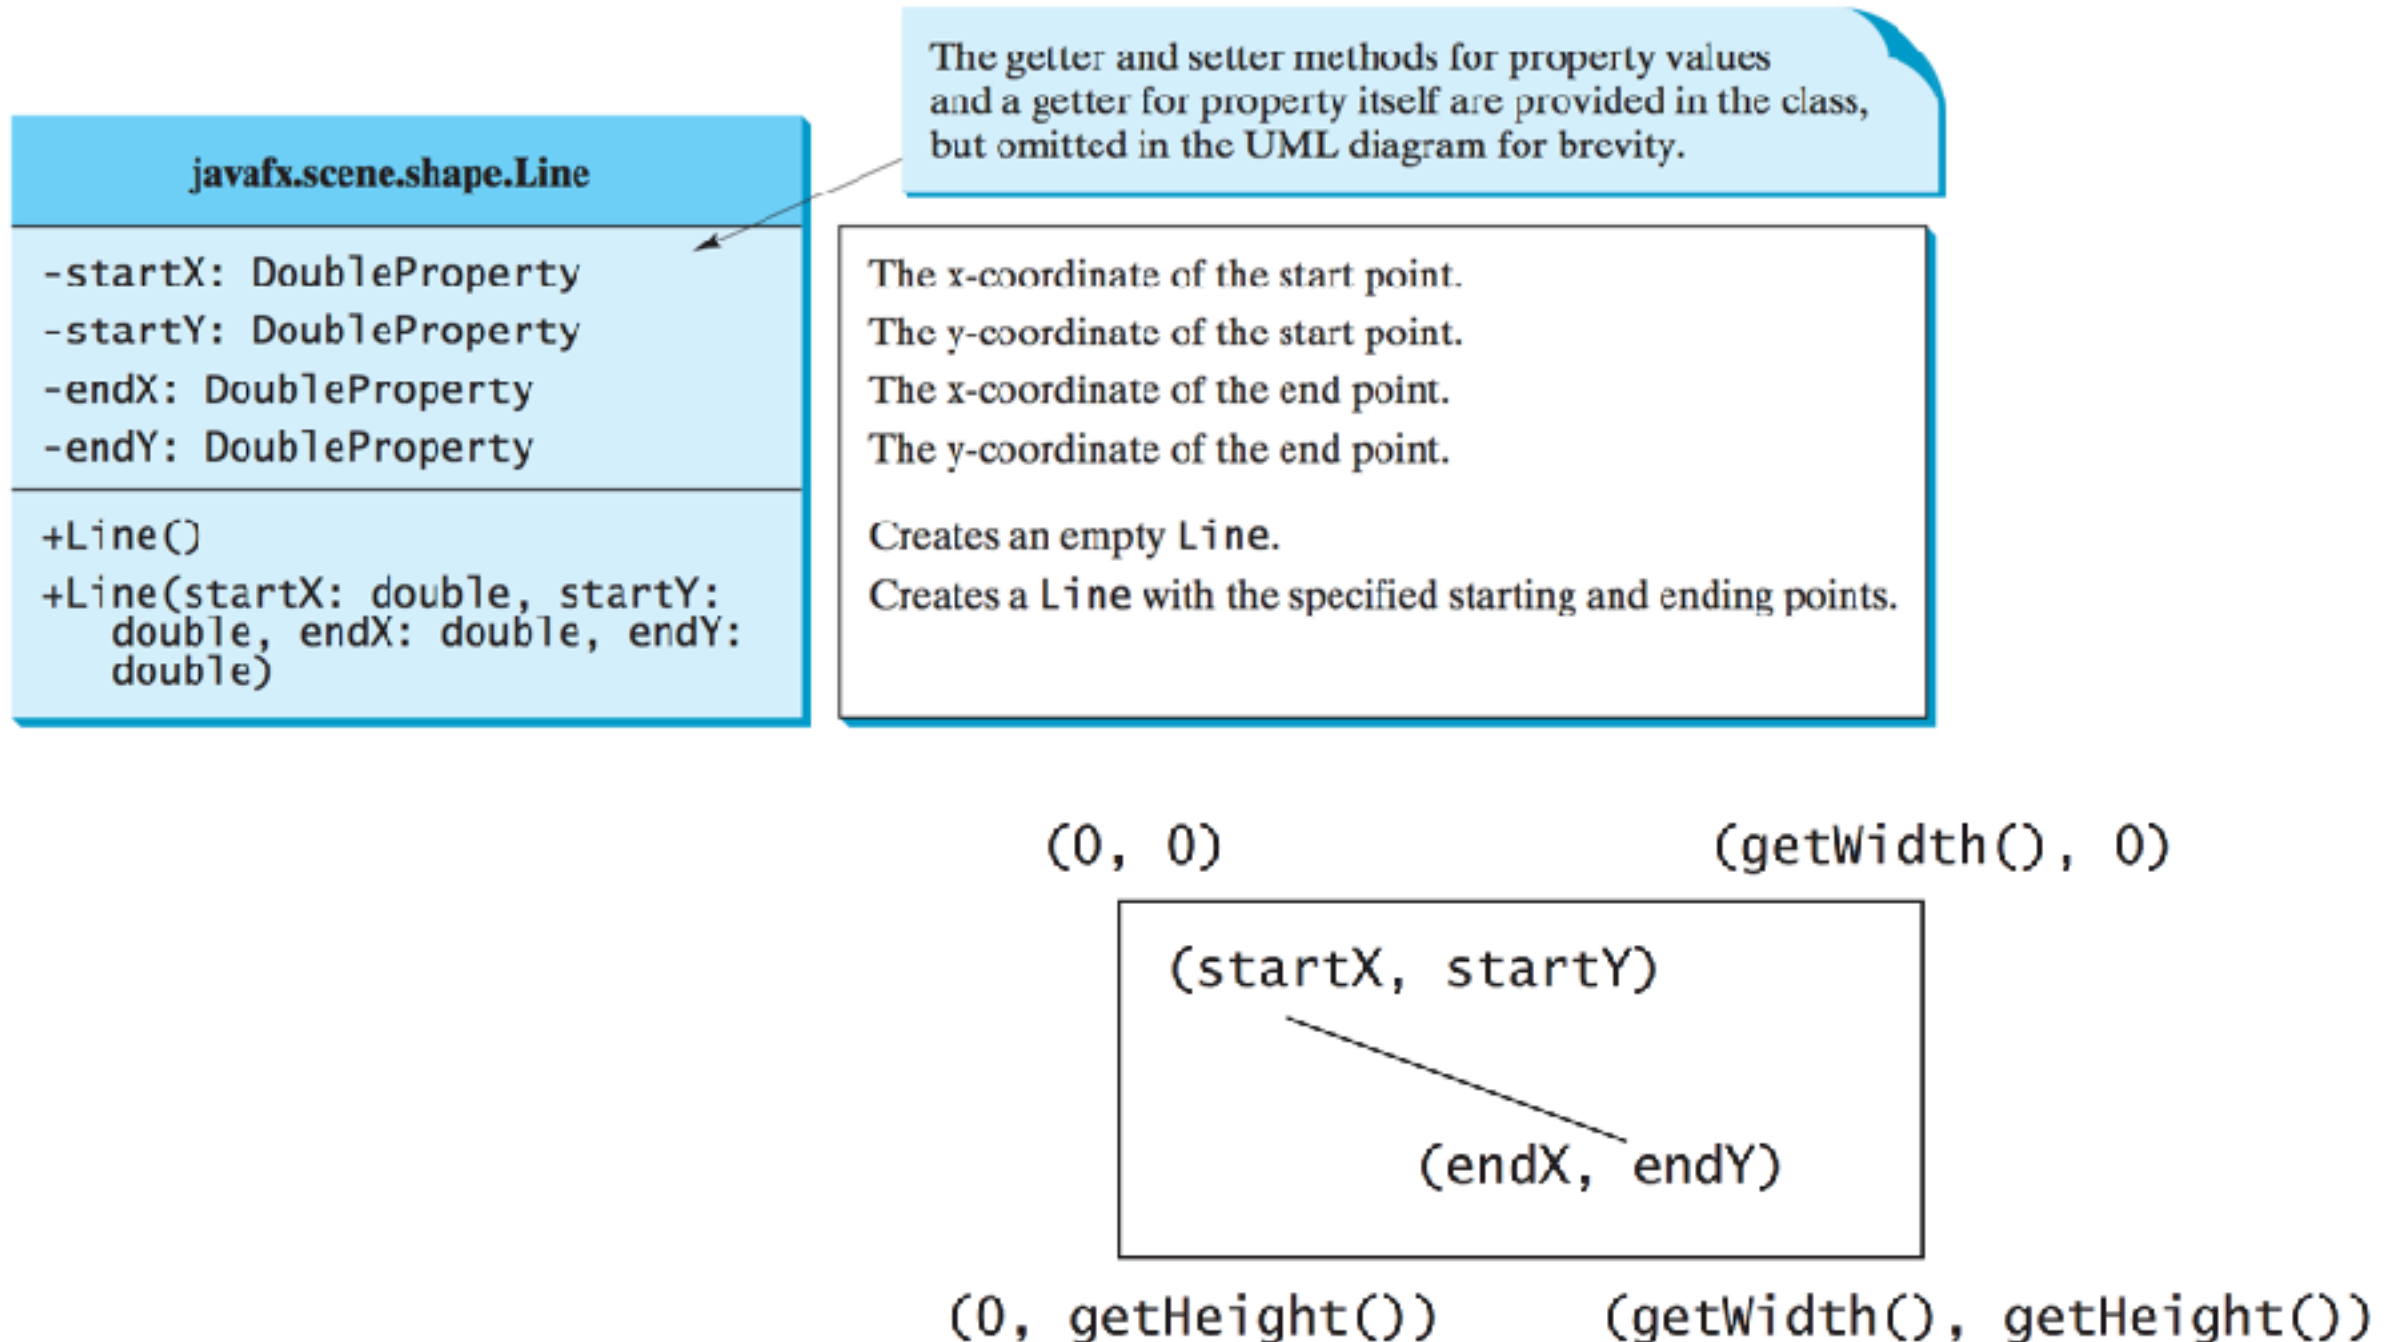 The getter and setter methods for property values
and a getter for property itself are provided in the class,
but omitted in the UML diagram for brevity.
javafx.scene.shape.Line
-startX: DoubleProperty
-startY: DoubleProperty
-endX: DoubleProperty
-endY: DoubleProperty
+Line()
+Line(startX: double, startY:
double, endX: double, endY:
double)
The x-coordinate of the start point.
The y-coordinate of the start point.
The x-coordinate of the end point.
The y-coordinate of the end point.
Creates an empty Line.
Creates a Line with the specified starting and ending points.
(0, 0)
(getWidth(), 0)
(startX, startY)
(endX, endY)
(0, getHeight())
(getWidth(), getHeight())